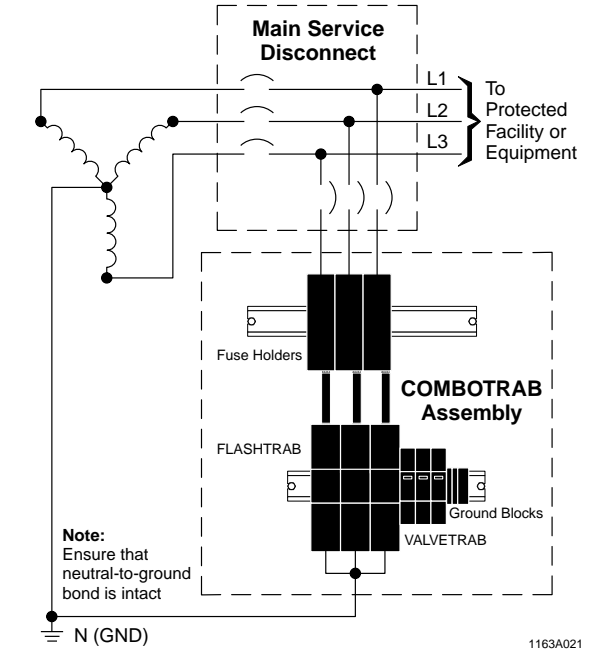 Main Service
Disconnect
L1
L2
L3
To
Protected
Facility or
Equipment
Fuse Holders
COMBOTRAB
Assembly
FLASHTRAB
Ground Blocks
VALVETRAB
Note:
Ensure that
neutral-to-ground
bond is intact
N (GND)
1163A021